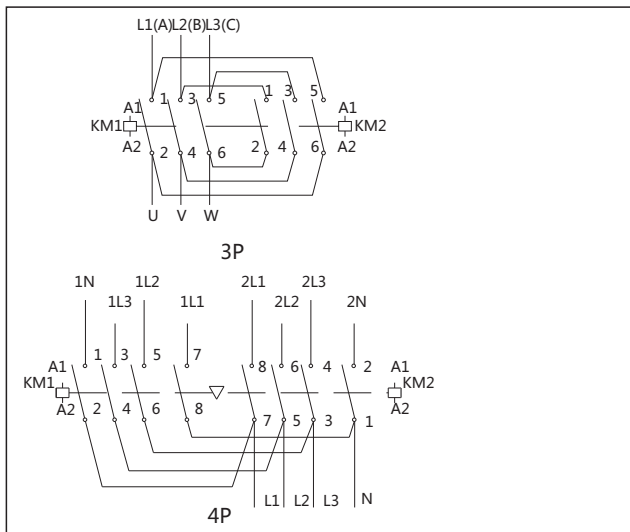 L1(A)L2(B)L3(C)
A1 1 3 5 1 3 5 A1
KM1 KM2
A2 2 4 6 2 4 6 A2
U V W
3P
1N 1L2 2L1 2L3
1L3 1L1 2L2 2N
A1 1 3 5 7 8 6 4 2 A1
KM1 KM2
A2 2 4 6 8 7 5 3 1 A2
L1 L2 L3 N
4P